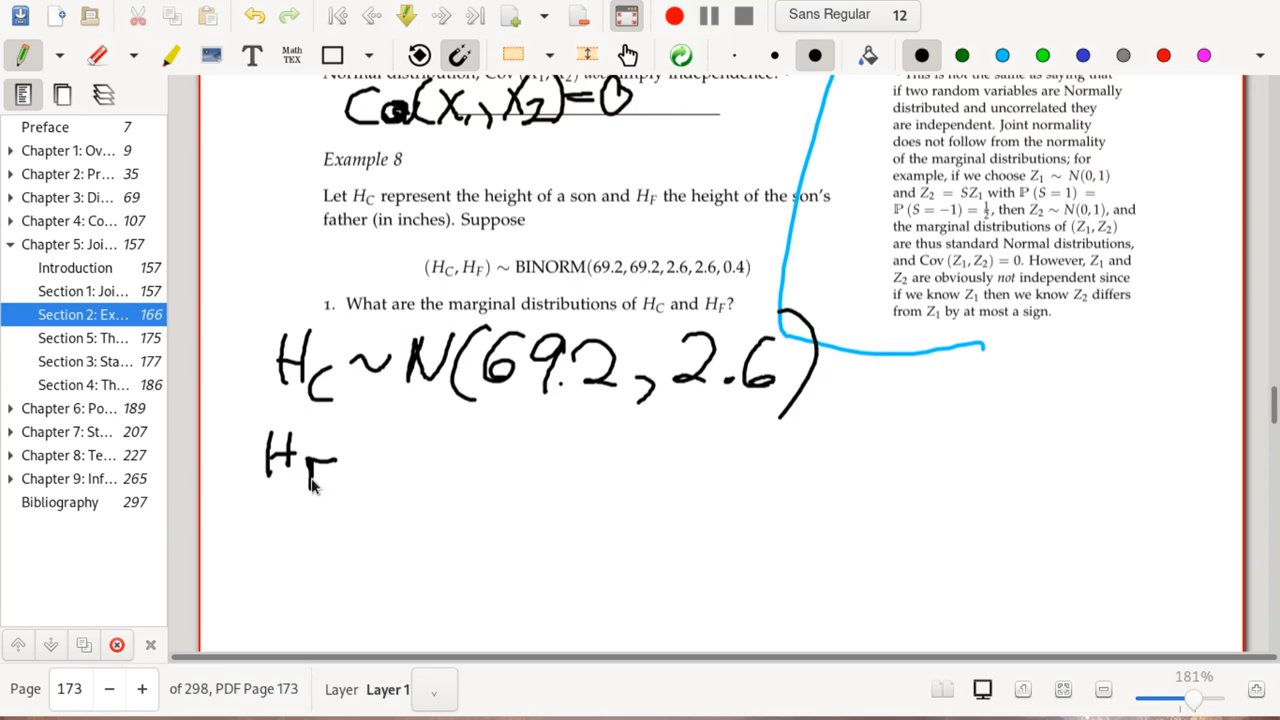 Sans Regular 12
Math
TEX
Preface 7
Chapter 1: Ov... 9
Chapter 2: Pr... 35
Chapter 3: Di... 69
Chapter 4: Co... 107
Chapter 5: Joi... 157
Introduction 157
Section 1: Joi... 157
Section 2: Ex... 166
Section 5: Th... 175
Section 3: Sta... 177
Section 4: Th... 186
Chapter 6: Po... 189
Chapter 7: St... 207
Chapter 8: Te... 227
Chapter 9: Inf... 265
Bibliography 297
(X₁, X₂) = 0
Example 8
Let H_C represent the height of a son and H_F the height of the son's
father (in inches). Suppose
(H_C, H_F) ~ BINORM(69.2, 69.2, 2.6, 2.6, 0.4)
1. What are the marginal distributions of H_C and H_F?
H_C ~ N(69.2, 2.6)
H
This is not the same as saying that
if two random variables are Normally
distributed and uncorrelated they
are independent. Joint normality
does not follow from the normality
of the marginal distributions; for
example, if we choose Z₁ ~ N(0, 1)
and Z₂ = SZ₁ with ℙ (S = 1) =
ℙ (S = −1) = ½, then Z₂ ~ N(0, 1), and
the marginal distributions of (Z₁, Z₂)
are thus standard Normal distributions,
and Cov (Z₁, Z₂) = 0. However, Z₁ and
Z₂ are obviously not independent since
if we know Z₁ then we know Z₂ differs
from Z₁ by at most a sign.
Page 173 − + of 298, PDF Page 173
Layer Layer 1
181%